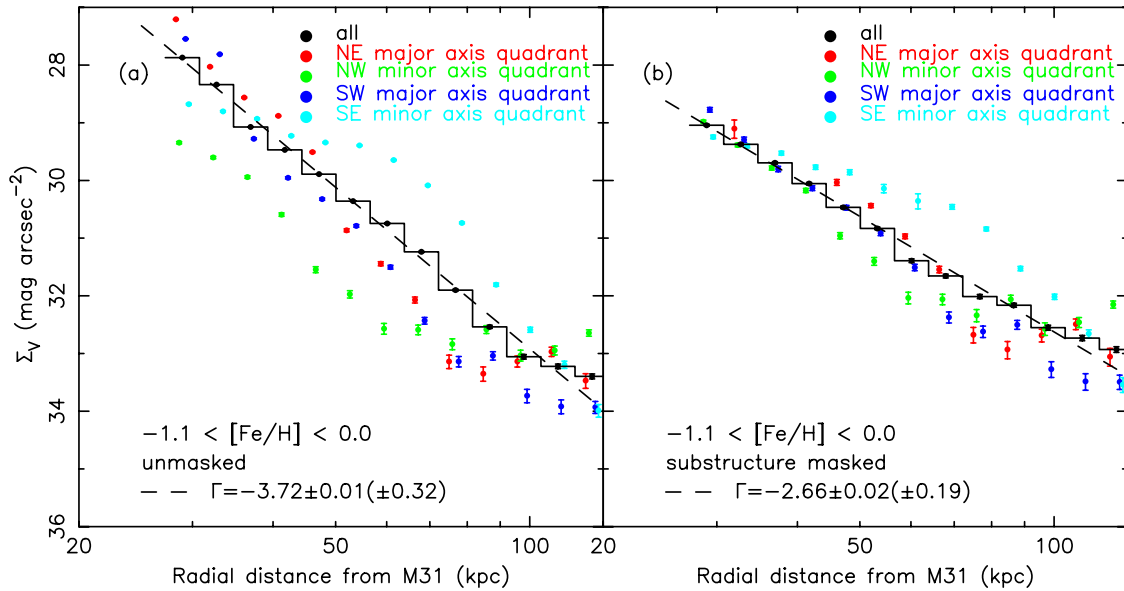 28
30
32
34
36
Σ_V (mag arcsec⁻²)
(a)
all
NE major axis quadrant
NW minor axis quadrant
SW major axis quadrant
SE minor axis quadrant
−1.1 < [Fe/H] < 0.0
unmasked
Γ=−3.72±0.01(±0.32)
20
50
100
Radial distance from M31 (kpc)
(b)
all
NE major axis quadrant
NW minor axis quadrant
SW major axis quadrant
SE minor axis quadrant
−1.1 < [Fe/H] < 0.0
substructure masked
Γ=−2.66±0.02(±0.19)
20
50
100
Radial distance from M31 (kpc)